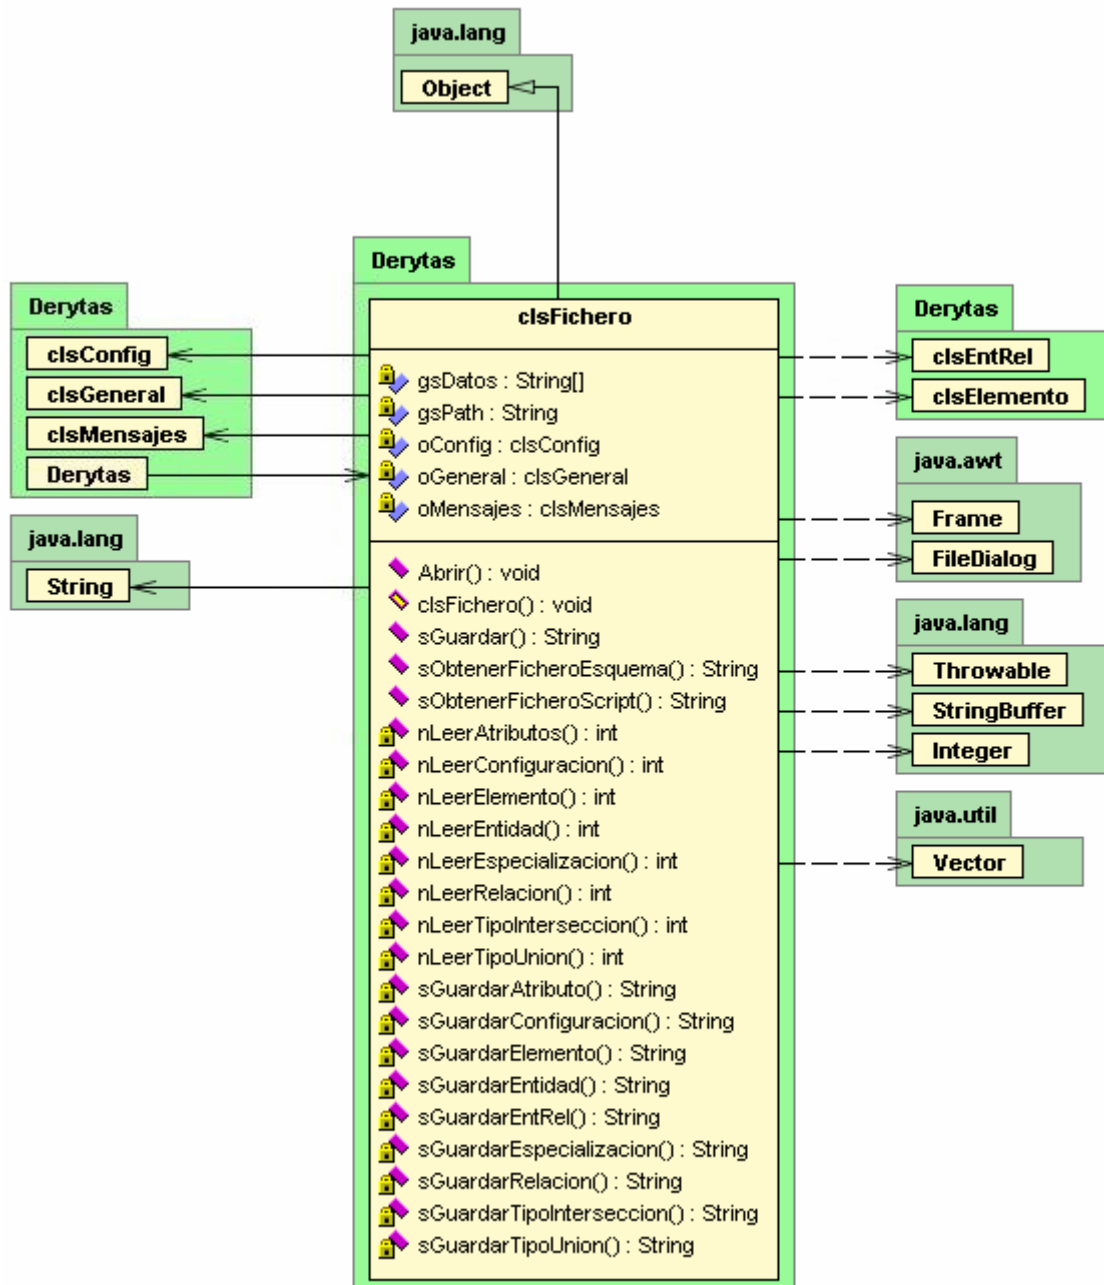 java.lang
Object
Derytas
clsConfig
clsGeneral
clsMensajes
Derytas
java.lang
String
Derytas
clsFichero
gsDatos : String[]
gsPath : String
oConfig : clsConfig
oGeneral : clsGeneral
oMensajes : clsMensajes
Abrir() : void
clsFichero() : void
sGuardar() : String
sObtenerFicheroEsquema() : String
sObtenerFicheroScript() : String
nLeerAtributos() : int
nLeerConfiguracion() : int
nLeerElemento() : int
nLeerEntidad() : int
nLeerEspecializacion() : int
nLeerRelacion() : int
nLeerTipoInterseccion() : int
nLeerTipoUnion() : int
sGuardarAtributo() : String
sGuardarConfiguracion() : String
sGuardarElemento() : String
sGuardarEntidad() : String
sGuardarEntRel() : String
sGuardarEspecializacion() : String
sGuardarRelacion() : String
sGuardarTipoInterseccion() : String
sGuardarTipoUnion() : String
Derytas
clsEntRel
clsElemento
java.awt
Frame
FileDialog
java.lang
Throwable
StringBuffer
Integer
java.util
Vector